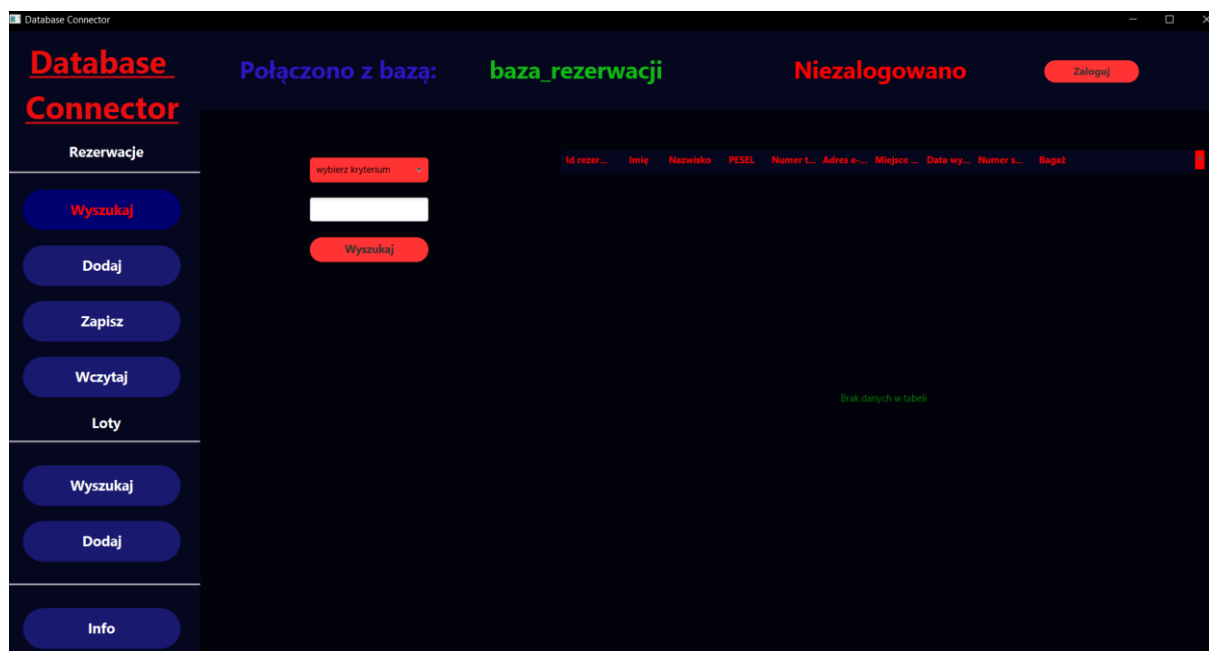 Database Connector
Database
Connector
Połączono z bazą:
baza_rezerwacji
Niezalogowano
Zaloguj
Rezerwacje
Wyszukaj
Dodaj
Zapisz
Wczytaj
Loty
Wyszukaj
Dodaj
Info
wybierz kryterium
Wyszukaj
Id rezer... Imię Nazwisko PESEL Numer t... Adres e-... Miejsce ... Data wy... Numer s... Bagaż
Brak danych w tabeli